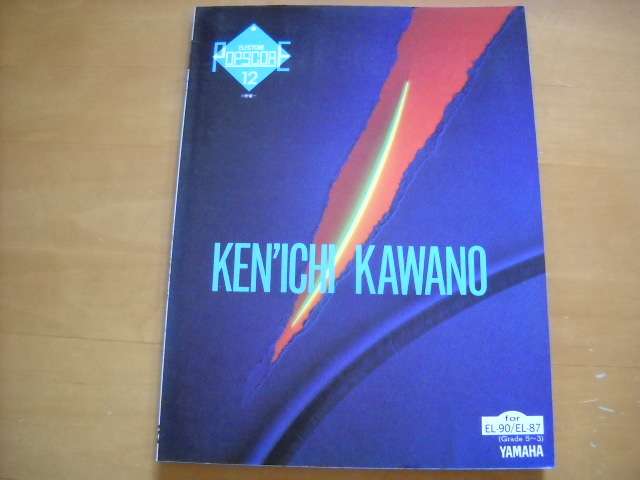 ELECTONE
POPSCORE
12
KEN'ICHI KAWANO
for
EL-90/EL-87
(Grade 5~3)
YAMAHA